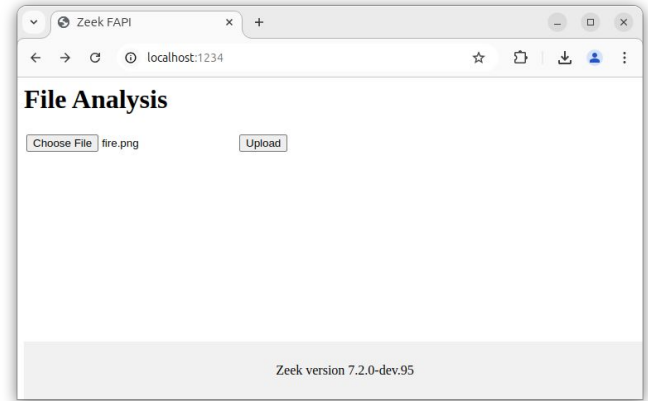 Zeek FAPI
localhost:1234
File Analysis
Choose File fire.png Upload
Zeek version 7.2.0-dev.95